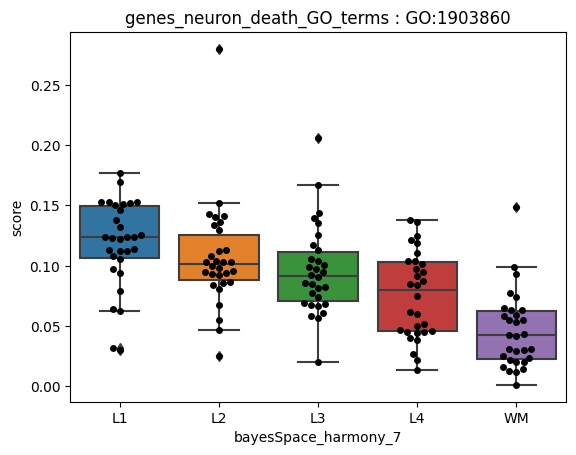 genes_neuron_death_GO_terms : GO:1903860
score
0.25
0.20
0.15
0.10
0.05
0.00
L1 L2 L3 L4 WM
bayesSpace_harmony_7